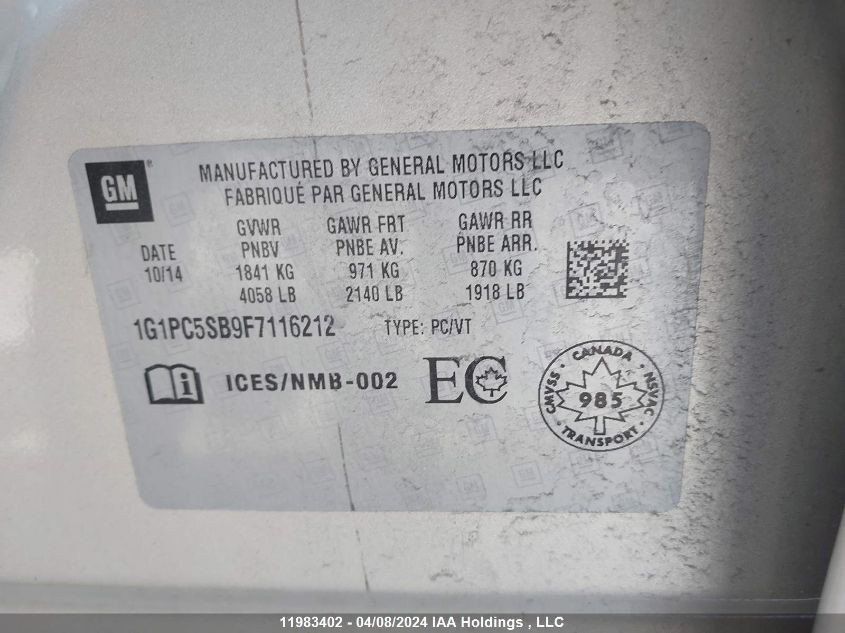 GM ®
MANUFACTURED BY GENERAL MOTORS LLC
FABRIQUÉ PAR GENERAL MOTORS LLC
GVWR GAWR FRT GAWR RR
DATE PNBV PNBE AV. PNBE ARR.
10/14 1841 KG 971 KG 870 KG
4058 LB 2140 LB 1918 LB
1G1PC5SB9F7116212 TYPE: PC/VT
i ICES/NMB-002 EC
CANADA
CMVSS 985 NSVAC
TRANSPORT
11983402 - 04/08/2024 IAA Holdings , LLC